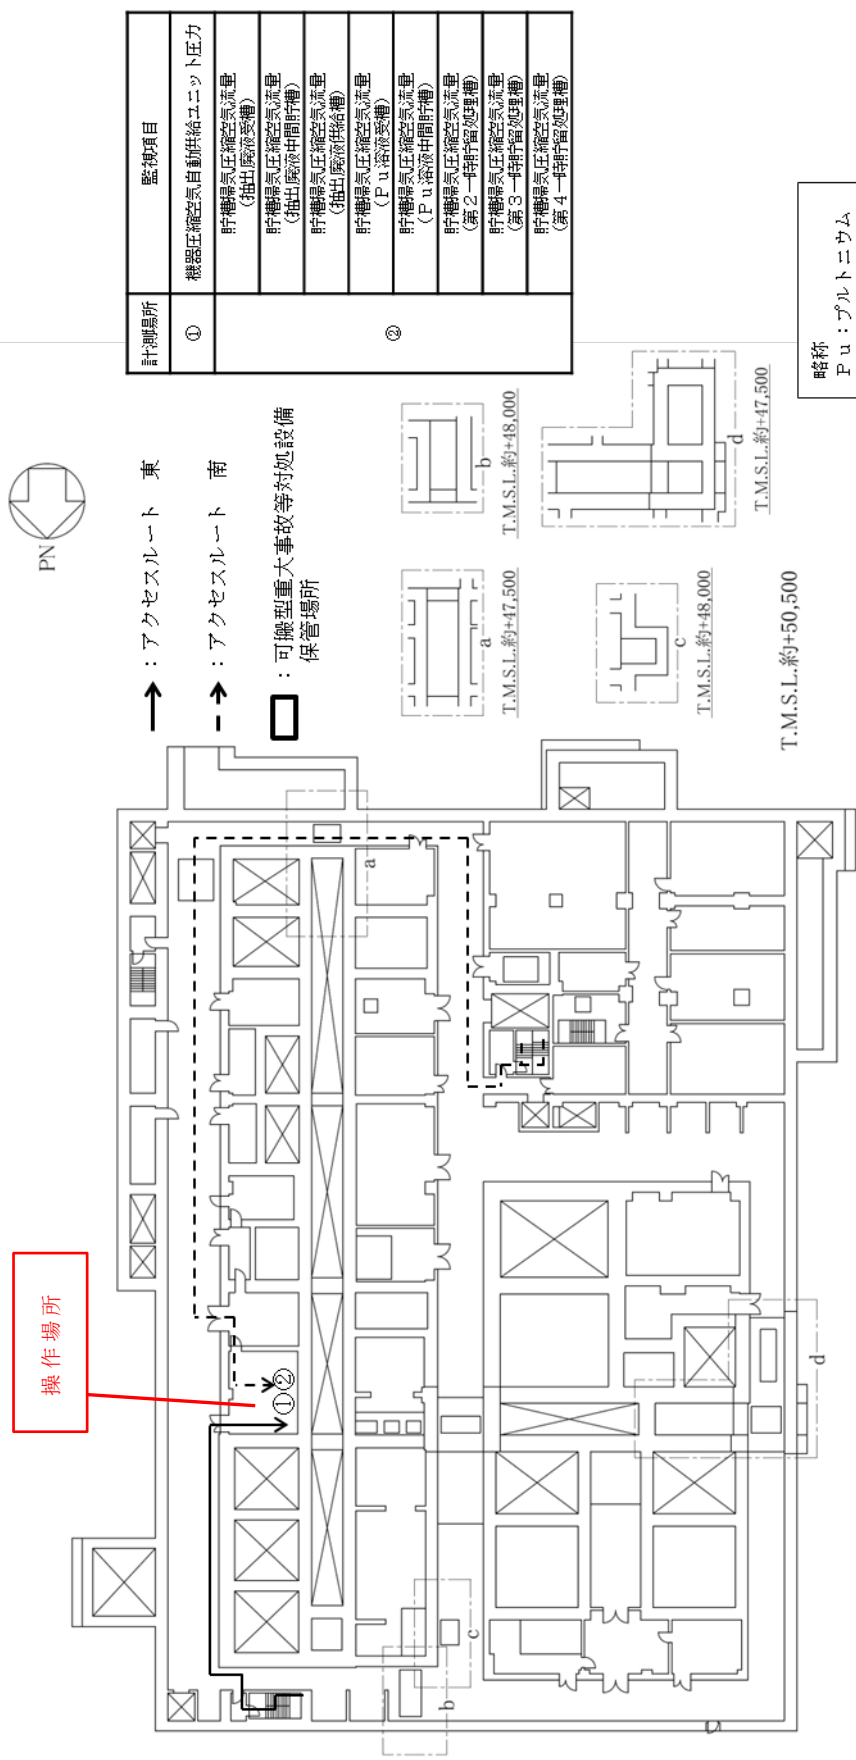 計測場所
監視項目
①
機器圧縮空気自動供給ユニット圧力
②
貯槽掃気圧縮空気流量
(抽出廃液受槽)
貯槽掃気圧縮空気流量
(抽出廃液中間貯槽)
貯槽掃気圧縮空気流量
(抽出廃液供給槽)
貯槽掃気圧縮空気流量
(Pu溶液受槽)
貯槽掃気圧縮空気流量
(Pu溶液中間貯槽)
貯槽掃気圧縮空気流量
(第2一時貯留処理槽)
貯槽掃気圧縮空気流量
(第3一時貯留処理槽)
貯槽掃気圧縮空気流量
(第4一時貯留処理槽)
略称
Pu:プルトニウム
PN
:アクセスルート 東
:アクセスルート 南
:可搬型重大事故等対処設備
保管場所
a
T.M.S.L.約+47,500
b
T.M.S.L.約+48,000
c
T.M.S.L.約+48,000
d
T.M.S.L.約+47,500
T.M.S.L.約+50,500
操作場所
①②
a
b
c
d